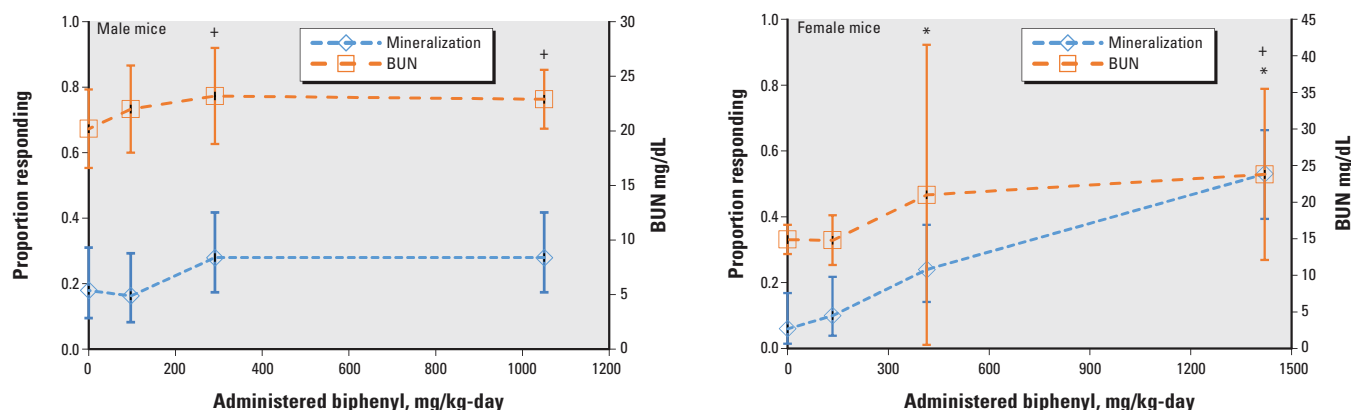 Male mice
+
+
Mineralization
BUN
1.0
0.8
0.6
0.4
0.2
0.0
Proportion responding
30
25
20
15
10
5
0
BUN mg/dL
0 200 400 600 800 1000 1200
Administered biphenyl, mg/kg-day
Female mice
*
+
*
Mineralization
BUN
1.0
0.8
0.6
0.4
0.2
0.0
Proportion responding
45
40
35
30
25
20
15
10
5
0
BUN mg/dL
0 300 600 900 1200 1500
Administered biphenyl, mg/kg-day